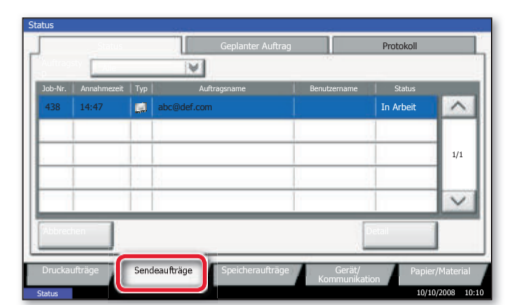 Status
Geplanter Auftrag
Protokoll
Job-Nr. Annahmezeit Typ Auftragsname Benutzername Status
438 14:47 abc@def.com In Arbeit
1/1
Abbrechen
Detail
Druckaufträge Sendeaufträge Speicheraufträge Gerät/ Kommunikation Papier/Material
Status 10/10/2008 10:10